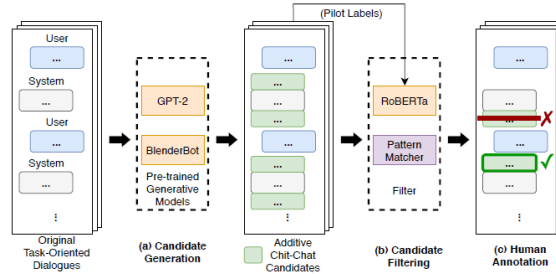 (Pilot Labels)
User
...
System
...
User
...
System
...
⋮
Original
Task-Oriented
Dialogues
GPT-2
BlenderBot
Pre-trained
Generative
Models
(a) Candidate
Generation
...
...
...
...
...
...
...
...
⋮
Additive
Chit-Chat
Candidates
RoBERTa
Pattern
Matcher
Filter
(b) Candidate
Filtering
...
...
...
✗
...
...
✓
...
⋮
(c) Human
Annotation